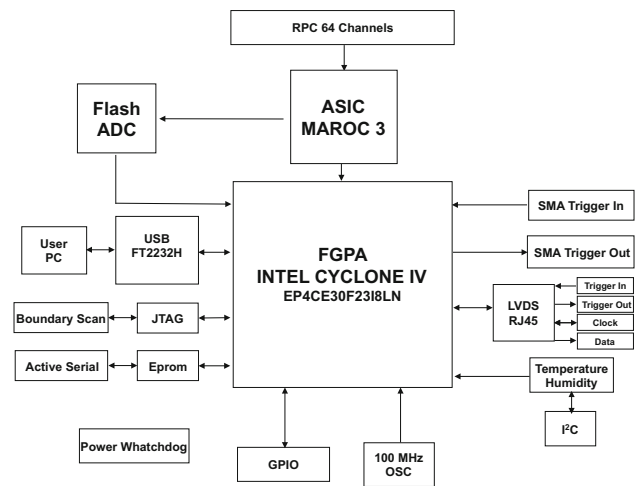 RPC 64 Channels
Flash
ADC
ASIC
MAROC 3
SMA Trigger In
User
PC
USB
FT2232H
FGPA
INTEL CYCLONE IV
EP4CE30F23I8LN
SMA Trigger Out
LVDS
RJ45
Trigger In
Trigger Out
Clock
Data
Boundary Scan
JTAG
Active Serial
Eprom
Temperature
Humidity
I²C
Power Whatchdog
GPIO
100 MHz
OSC